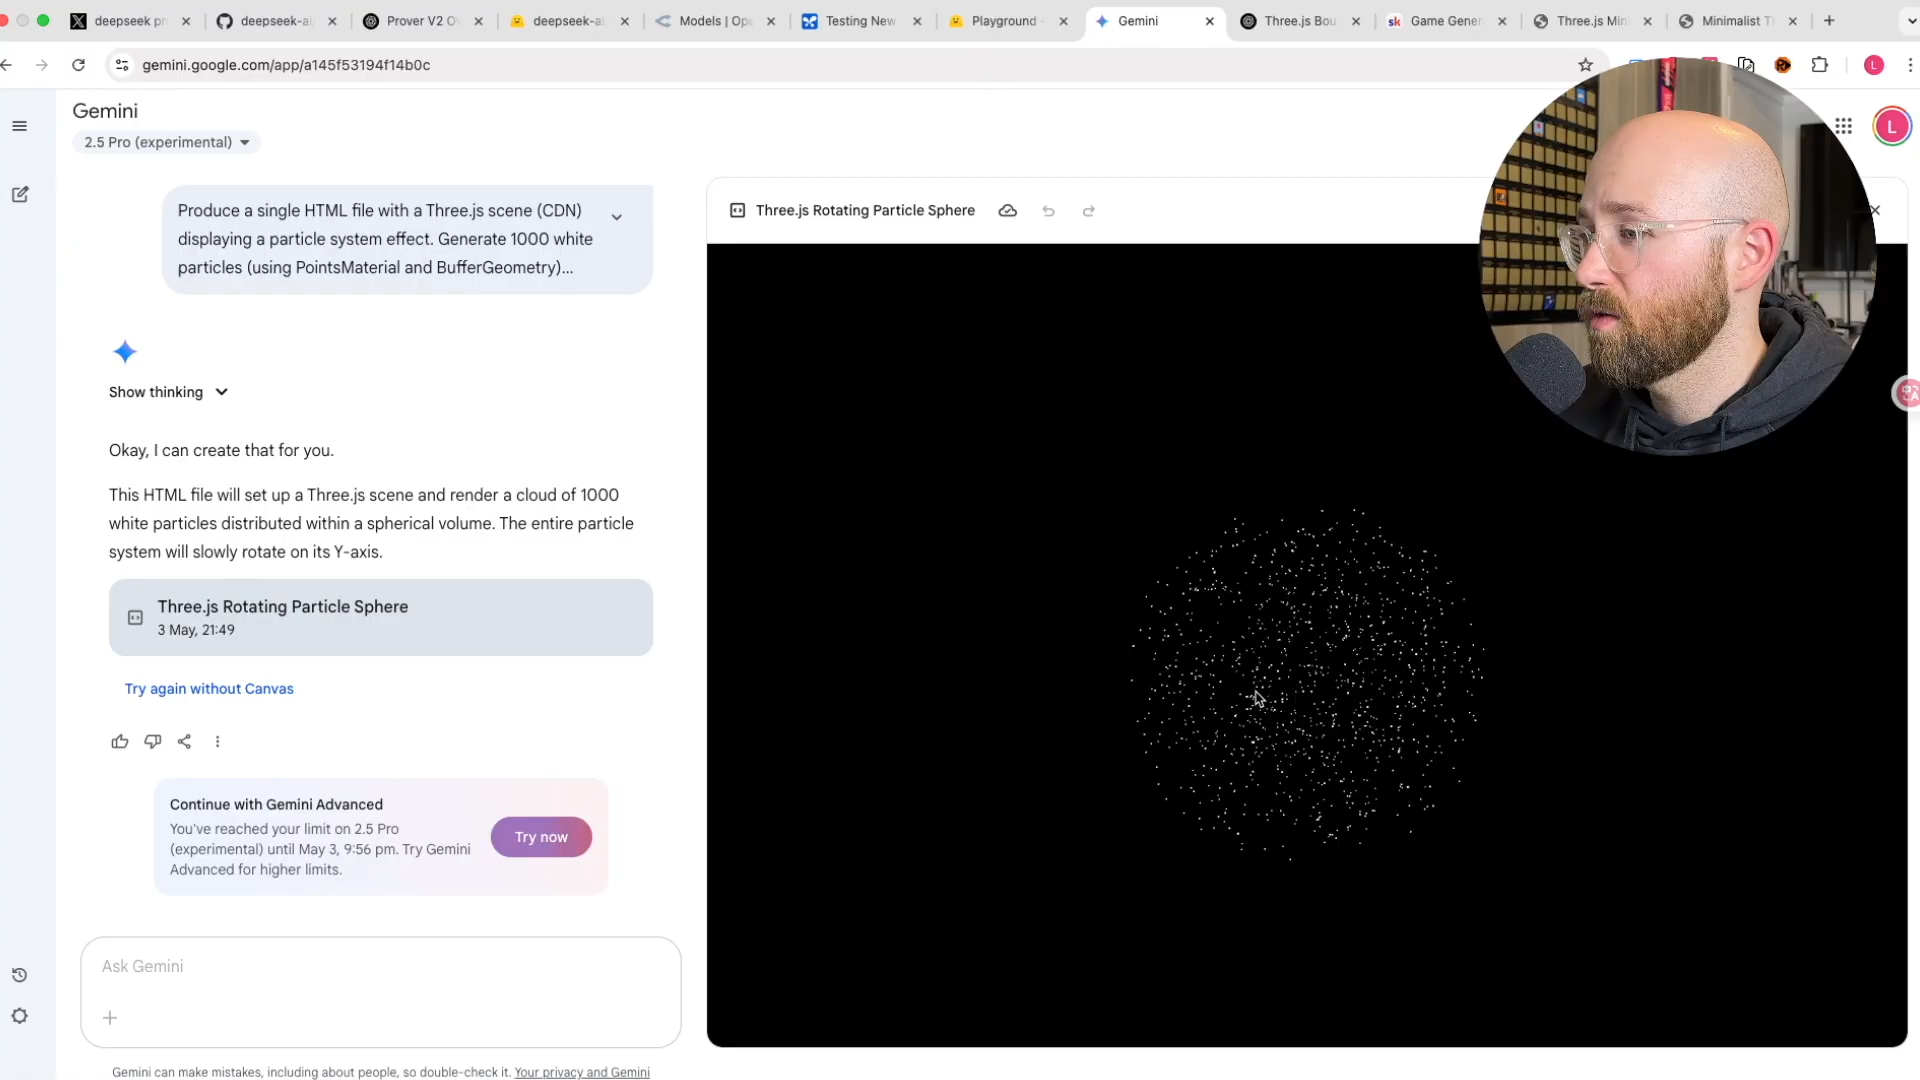 deepseek pr
deepseek-ai
Prover V2 O
deepseek-ai
Models | Ope
Testing New
Playground -
Gemini
Three.js Bou
Game Gener
Three.js Min
Minimalist T
gemini.google.com/app/a145f53194f14b0c
L
Gemini
2.5 Pro (experimental)
L
Produce a single HTML file with a Three.js scene (CDN)
displaying a particle system effect. Generate 1000 white
particles (using PointsMaterial and BufferGeometry)...
Show thinking
Okay, I can create that for you.
This HTML file will set up a Three.js scene and render a cloud of 1000
white particles distributed within a spherical volume. The entire particle
system will slowly rotate on its Y-axis.
Three.js Rotating Particle Sphere
3 May, 21:49
Try again without Canvas
Continue with Gemini Advanced
You've reached your limit on 2.5 Pro
(experimental) until May 3, 9:56 pm. Try Gemini
Advanced for higher limits.
Try now
Ask Gemini
Gemini can make mistakes, including about people, so double-check it. Your privacy and Gemini
Three.js Rotating Particle Sphere